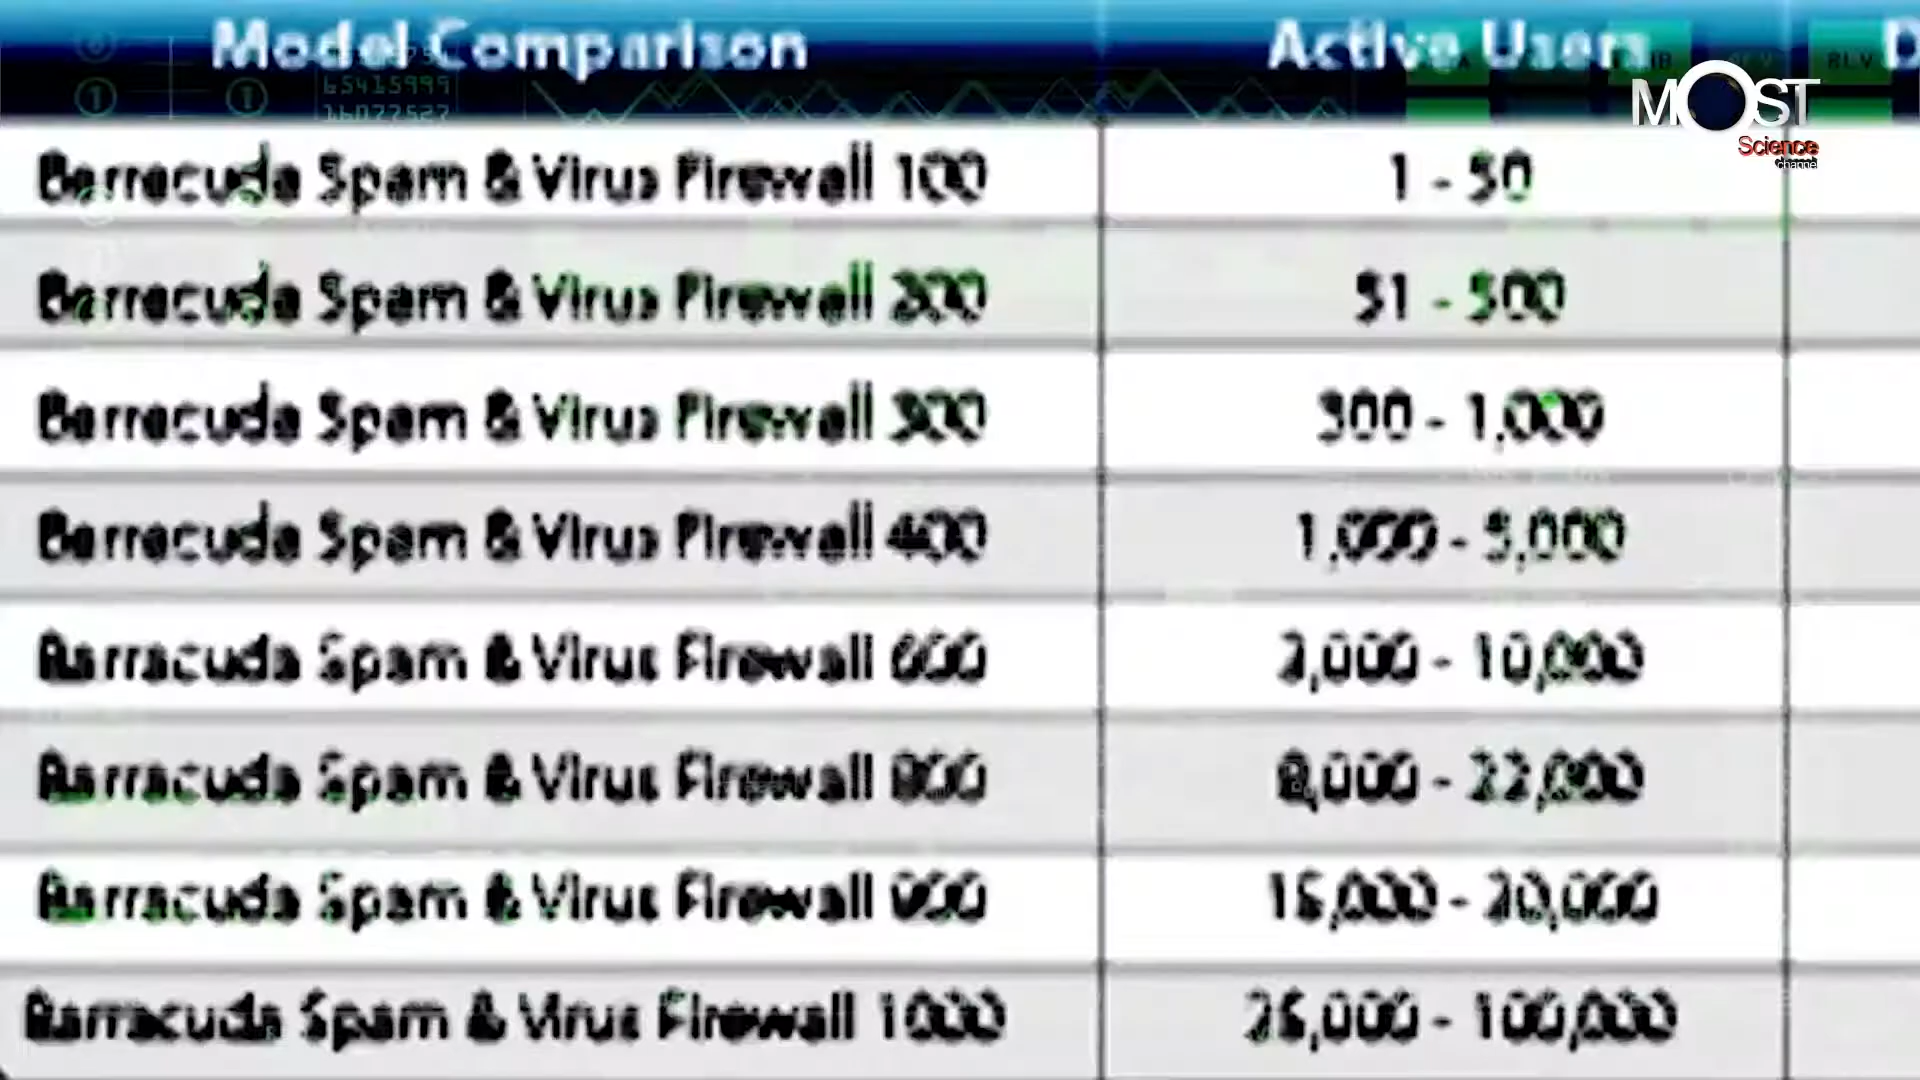 Model Comparison Active Users D
65415999
16077527
MOST
Science
channel
Barracuda Spam & Virus Firewall 100 1 - 50
Barracuda Spam & Virus Firewall 200 51 - 500
Barracuda Spam & Virus Firewall 300 300 - 1,000
Barracuda Spam & Virus Firewall 400 1,000 - 5,000
Barracuda Spam & Virus Firewall 600 3,000 - 10,000
Barracuda Spam & Virus Firewall 800 8,000 - 22,000
Barracuda Spam & Virus Firewall 900 15,000 - 30,000
Barracuda Spam & Virus Firewall 1000 25,000 - 100,000